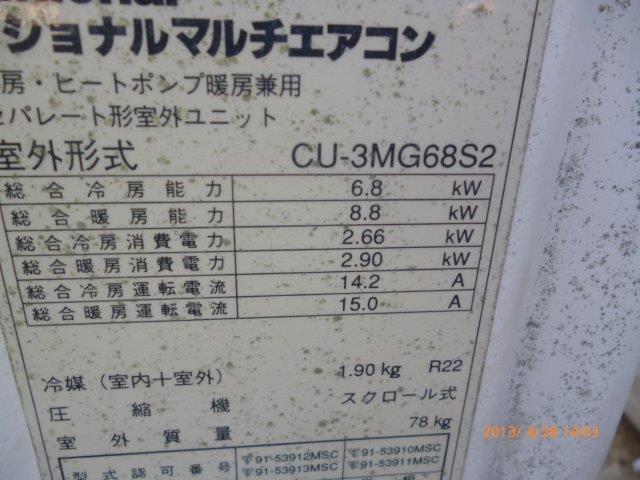 ショナルマルチエアコン
房・ヒートポンプ暖房兼用
パレート形室外ユニット
室外形式 CU-3MG68S2
総合冷房能力 6.8 kW
総合暖房能力 8.8 kW
総合冷房消費電力 2.66 kW
総合暖房消費電力 2.90 kW
総合冷房運転電流 14.2 A
総合暖房運転電流 15.0 A
冷媒(室内+室外) 1.90kg R22
圧縮機 スクロール式
室外質量 78kg
型式認可番号 91-53912MSC 91-53910MSC
91-53913MSC 91-53911MSC
2013/ 4/28 14:03